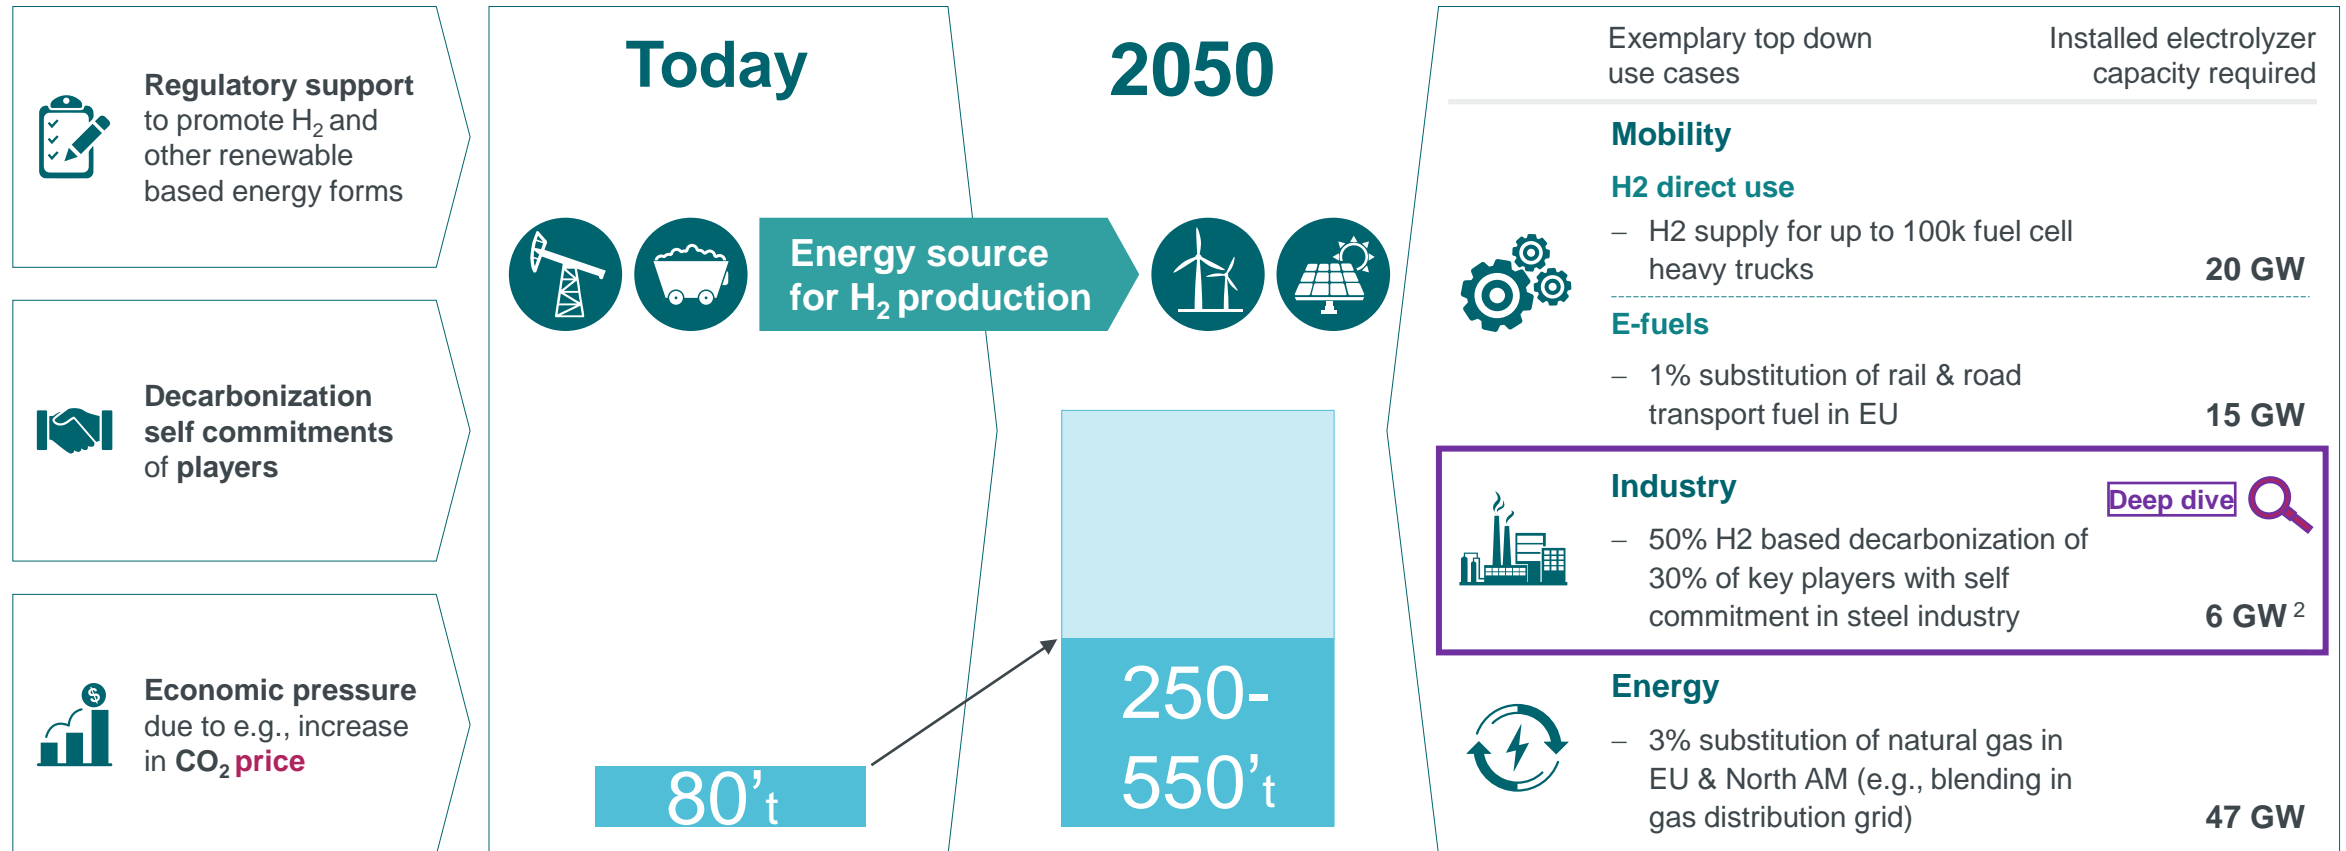 Regulatory support
to promote H₂ and
other renewable
based energy forms
Decarbonization
self commitments
of players
$
Economic pressure
due to e.g., increase
in CO₂ price
Today
2050
Energy source
for H₂ production
80’t
250-
550’t
Exemplary top down
use cases
Installed electrolyzer
capacity required
Mobility
H2 direct use
– H2 supply for up to 100k fuel cell
heavy trucks
20 GW
E-fuels
– 1% substitution of rail & road
transport fuel in EU
15 GW
Industry
Deep dive
– 50% H2 based decarbonization of
30% of key players with self
commitment in steel industry
6 GW ²
Energy
– 3% substitution of natural gas in
EU & North AM (e.g., blending in
gas distribution grid)
47 GW